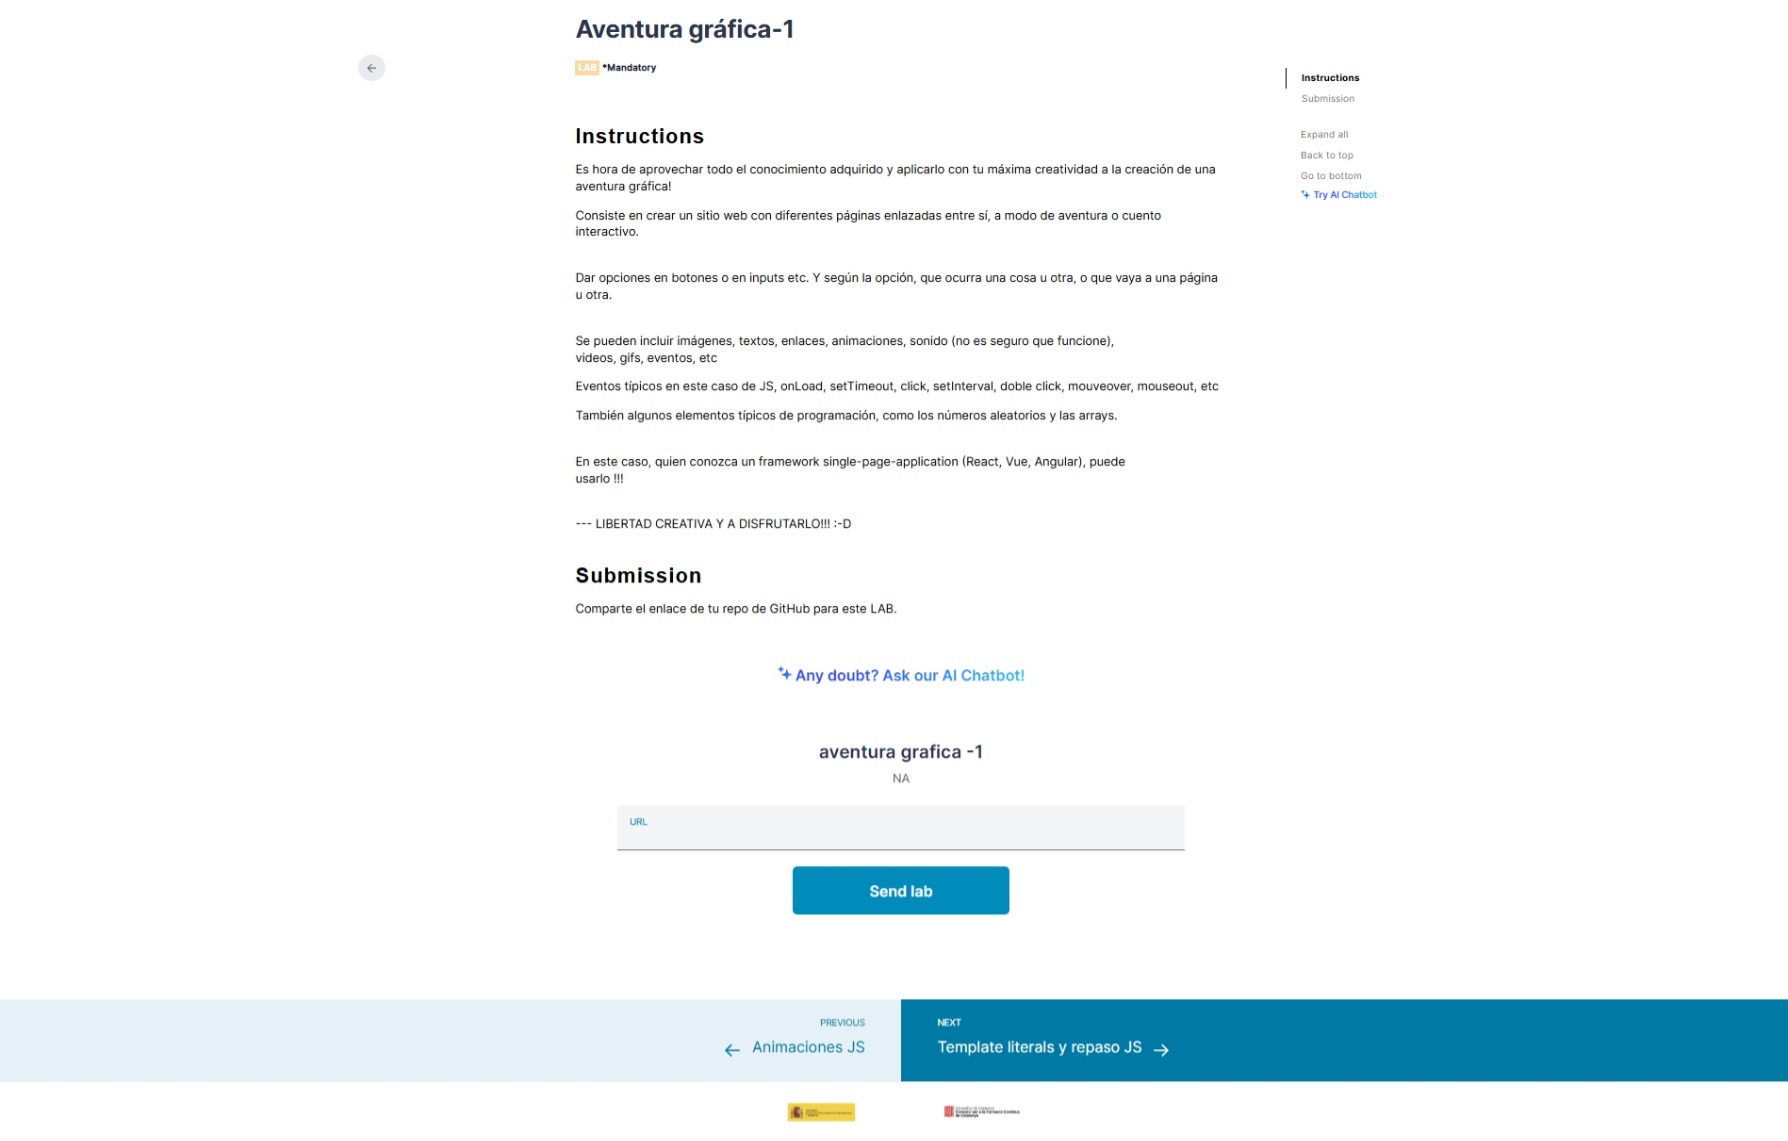 Aventura gráfica-1
LAB *Mandatory
Instructions
Submission
Expand all
Back to top
Go to bottom
Try AI Chatbot
Instructions
Es hora de aprovechar todo el conocimiento adquirido y aplicarlo con tu máxima creatividad a la creación de una
aventura gráfica!
Consiste en crear un sitio web con diferentes páginas enlazadas entre sí, a modo de aventura o cuento
interactivo.
Dar opciones en botones o en inputs etc. Y según la opción, que ocurra una cosa u otra, o que vaya a una página
u otra.
Se pueden incluir imágenes, textos, enlaces, animaciones, sonido (no es seguro que funcione),
videos, gifs, eventos, etc
Eventos típicos en este caso de JS, onLoad, setTimeout, click, setInterval, doble click, mouveover, mouseout, etc
También algunos elementos típicos de programación, como los números aleatorios y las arrays.
En este caso, quien conozca un framework single-page-application (React, Vue, Angular), puede
usarlo !!!
--- LIBERTAD CREATIVA Y A DISFRUTARLO!!! :-D
Submission
Comparte el enlace de tu repo de GitHub para este LAB.
Any doubt? Ask our AI Chatbot!
aventura grafica -1
NA
URL
Send lab
PREVIOUS
Animaciones JS
NEXT
Template literals y repaso JS